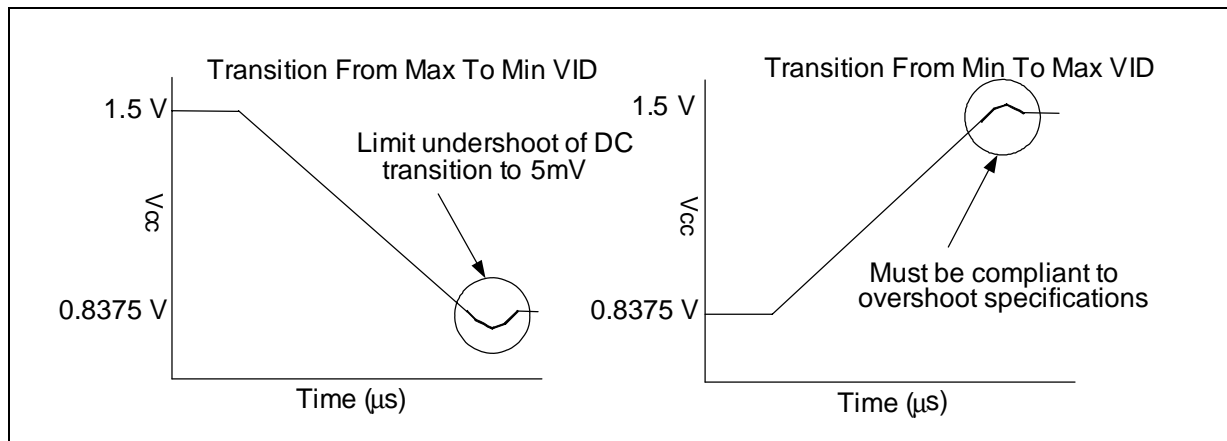 Transition From Max To Min VID
1.5 V
Limit undershoot of DC
transition to 5mV
Vcc
0.8375 V
Time (μs)
Transition From Min To Max VID
1.5 V
Vcc
Must be compliant to
overshoot specifications
0.8375 V
Time (μs)